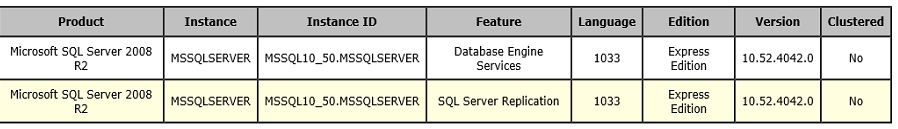 Product Instance Instance ID Feature Language Edition Version Clustered
Microsoft SQL Server 2008 R2 MSSQLSERVER MSSQL10_50.MSSQLSERVER Database Engine Services 1033 Express Edition 10.52.4042.0 No
Microsoft SQL Server 2008 R2 MSSQLSERVER MSSQL10_50.MSSQLSERVER SQL Server Replication 1033 Express Edition 10.52.4042.0 No